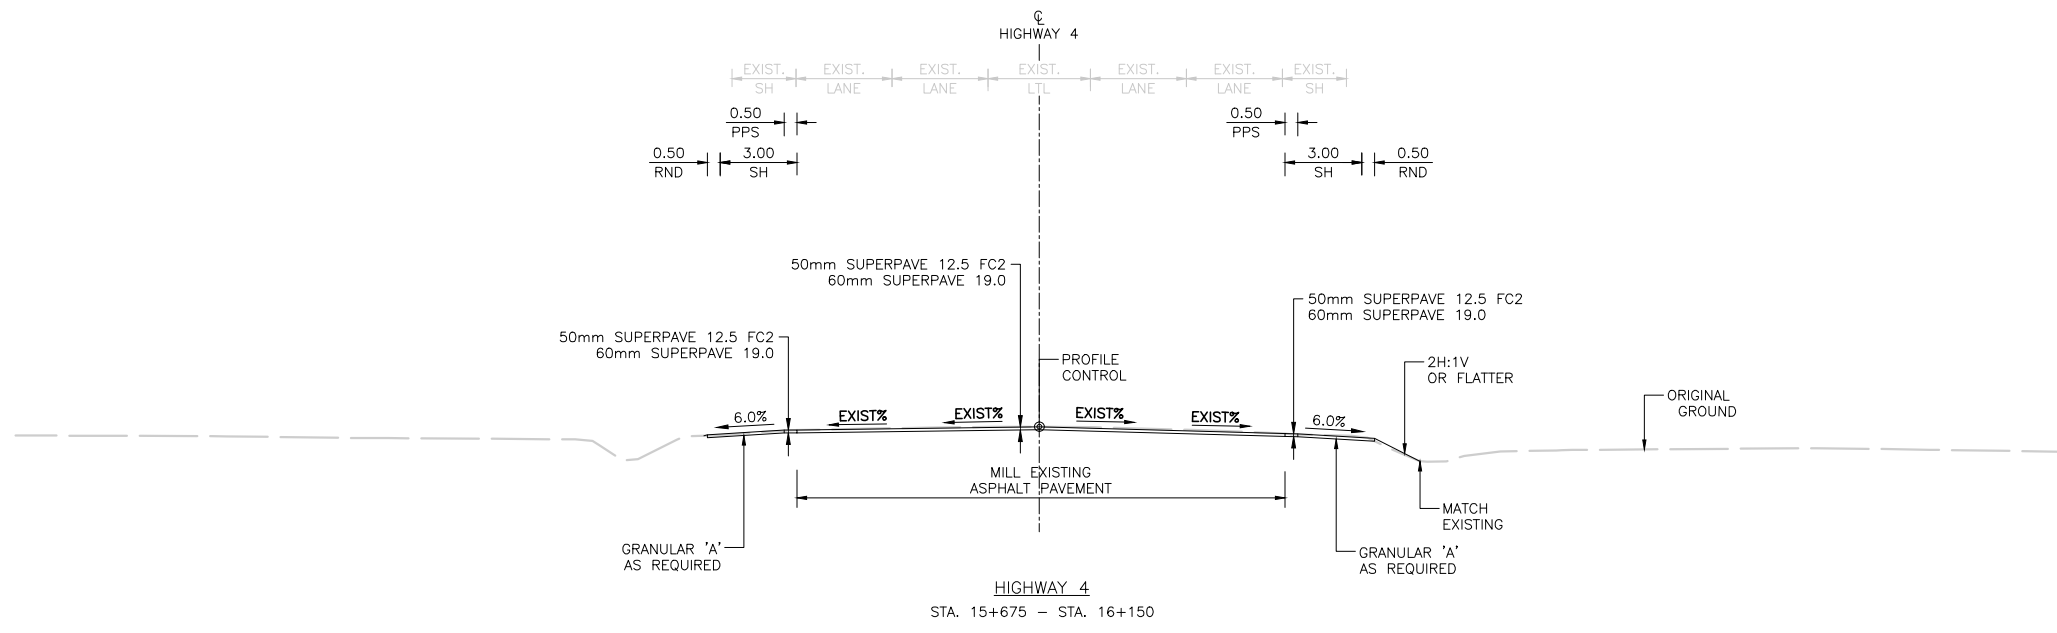 ℄
HIGHWAY 4
EXIST. EXIST. EXIST. EXIST. EXIST. EXIST. EXIST.
SH LANE LANE LTL LANE LANE SH
0.50 0.50
PPS PPS
0.50 3.00 3.00 0.50
RND SH SH RND
50mm SUPERPAVE 12.5 FC2
60mm SUPERPAVE 19.0
50mm SUPERPAVE 12.5 FC2
60mm SUPERPAVE 19.0
50mm SUPERPAVE 12.5 FC2
60mm SUPERPAVE 19.0
PROFILE
CONTROL
2H:1V
OR FLATTER
ORIGINAL
GROUND
6.0% EXIST% EXIST% EXIST% EXIST% 6.0%
MILL EXISTING
ASPHALT PAVEMENT
MATCH
EXISTING
GRANULAR 'A'
AS REQUIRED
GRANULAR 'A'
AS REQUIRED
HIGHWAY 4
STA. 15+675 – STA. 16+150